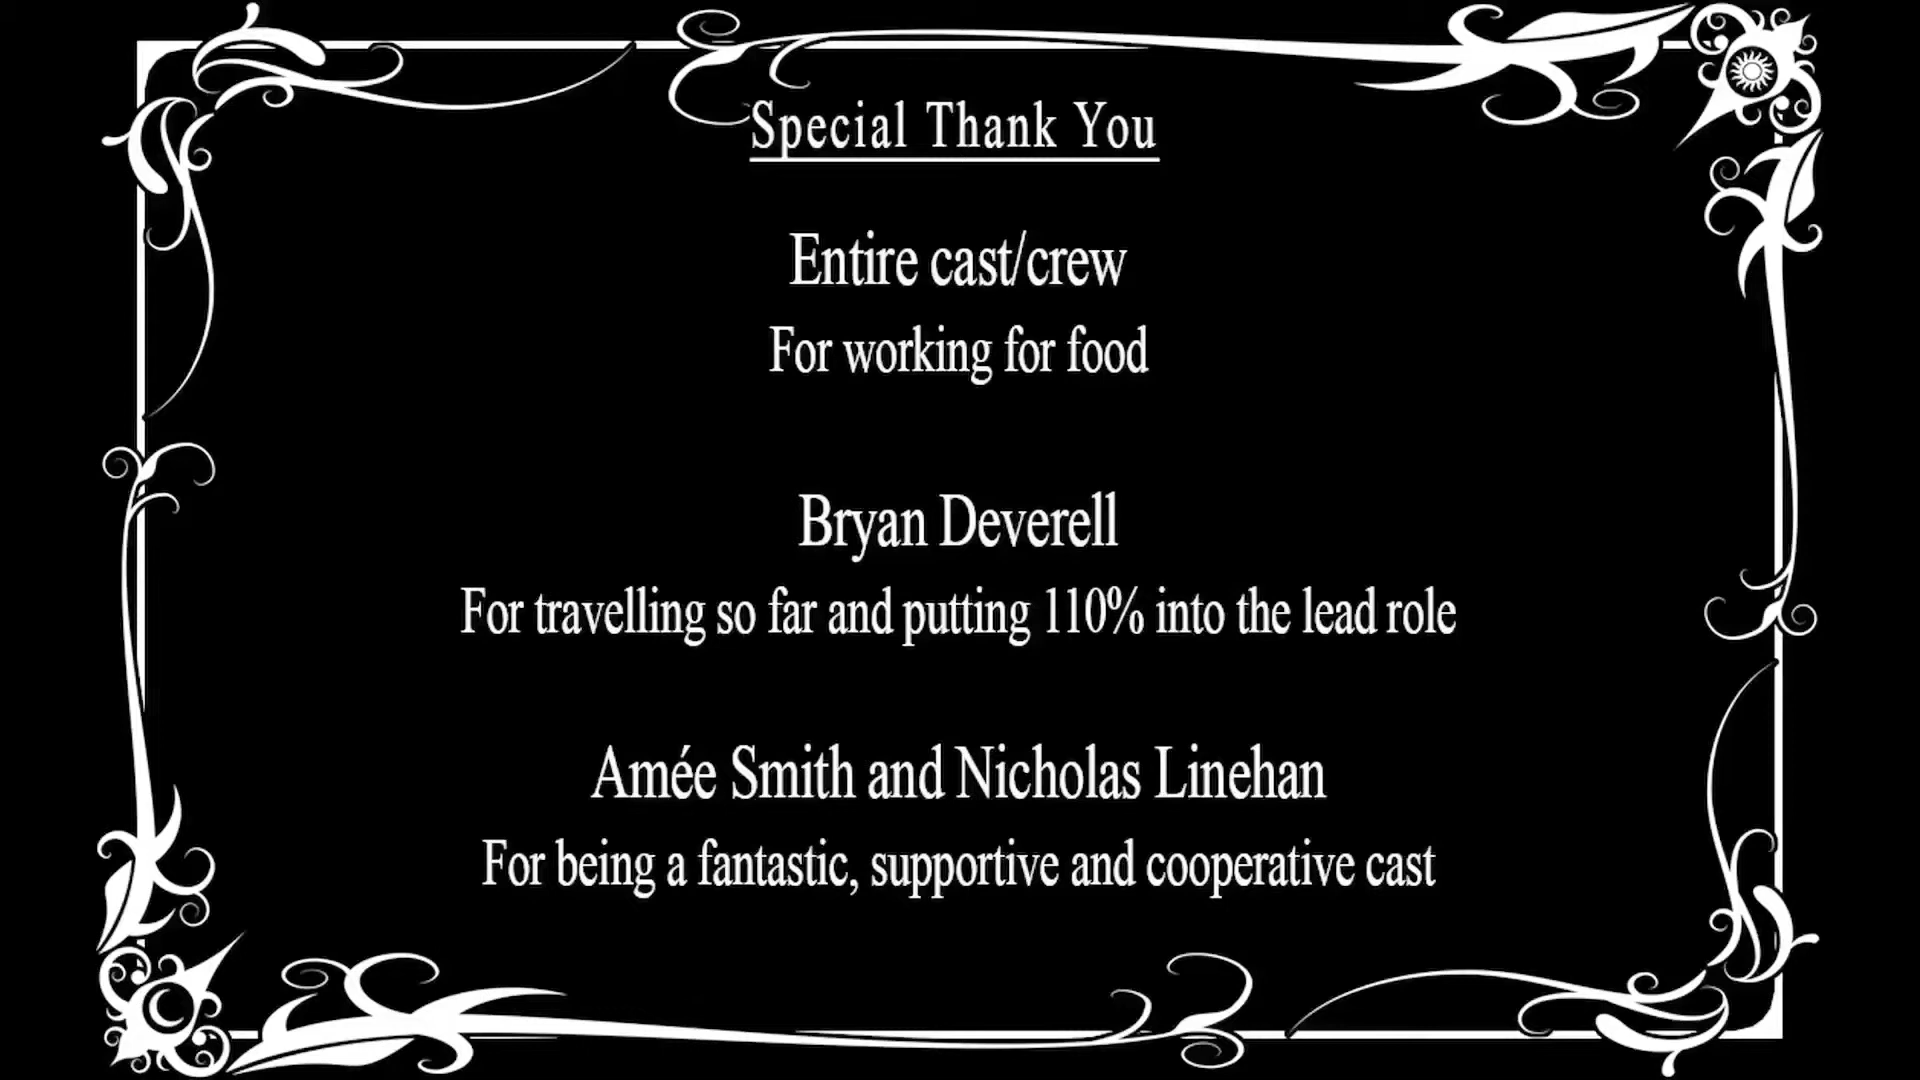 Special Thank You
Entire cast/crew
For working for food
Bryan Deverell
For travelling so far and putting 110% into the lead role
Amée Smith and Nicholas Linehan
For being a fantastic, supportive and cooperative cast